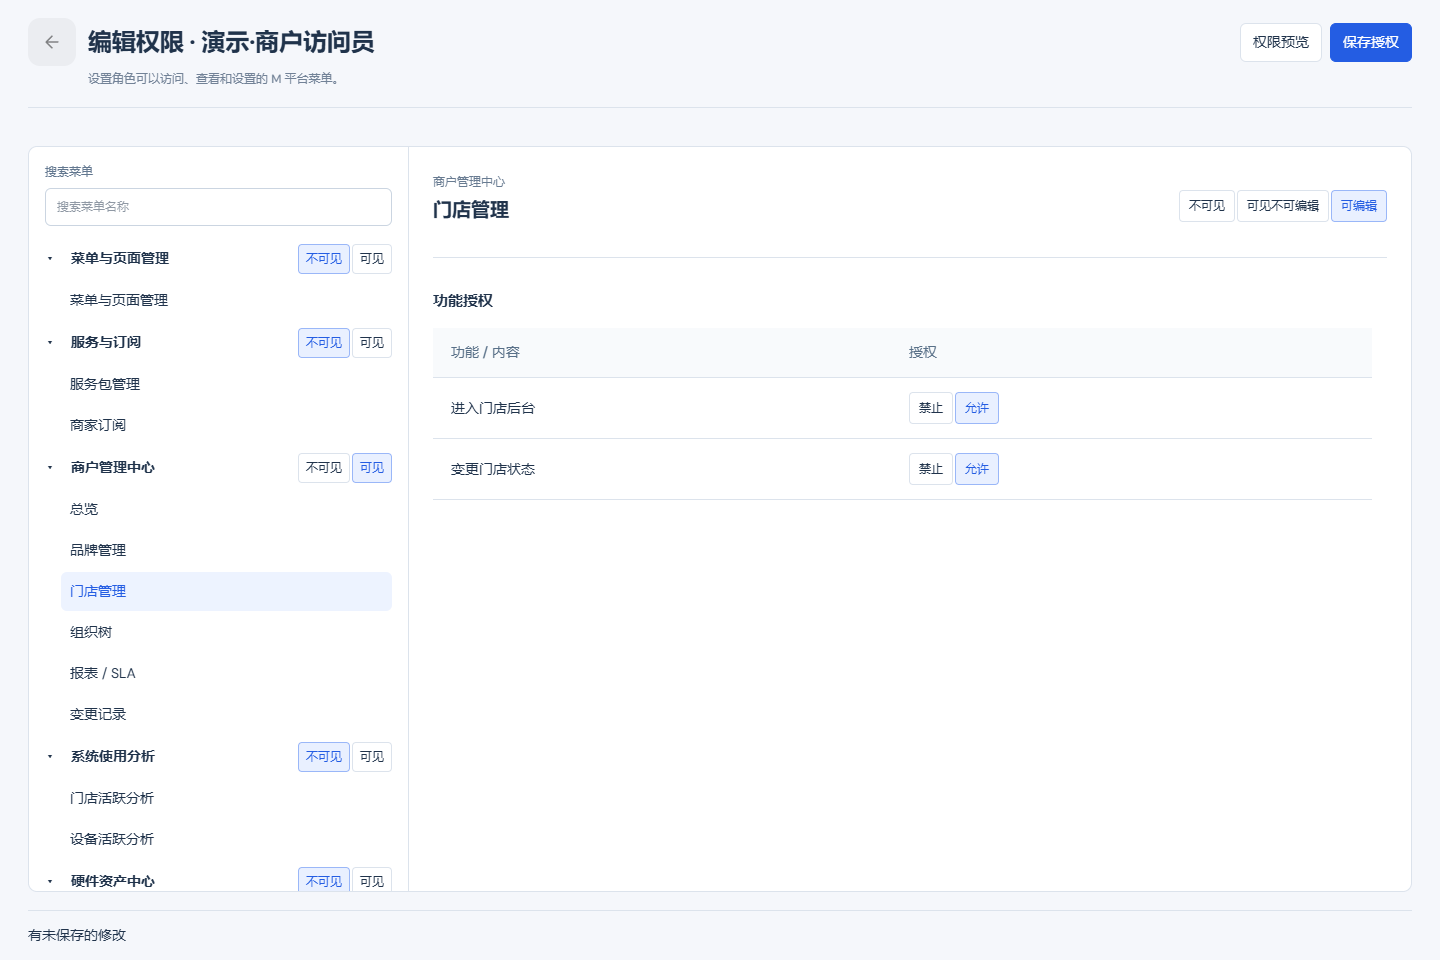 编辑权限 · 演示·商户访问员
设置角色可以访问、查看和设置的 M 平台菜单。
权限预览
保存授权
搜索菜单
搜索菜单名称
菜单与页面管理 不可见 可见
菜单与页面管理
服务与订阅 不可见 可见
服务包管理
商家订阅
商户管理中心 不可见 可见
总览
品牌管理
门店管理
组织树
报表 / SLA
变更记录
系统使用分析 不可见 可见
门店活跃分析
设备活跃分析
硬件资产中心 不可见 可见
商户管理中心
门店管理
不可见 可见不可编辑 可编辑
功能授权
功能 / 内容 授权
进入门店后台 禁止 允许
变更门店状态 禁止 允许
有未保存的修改